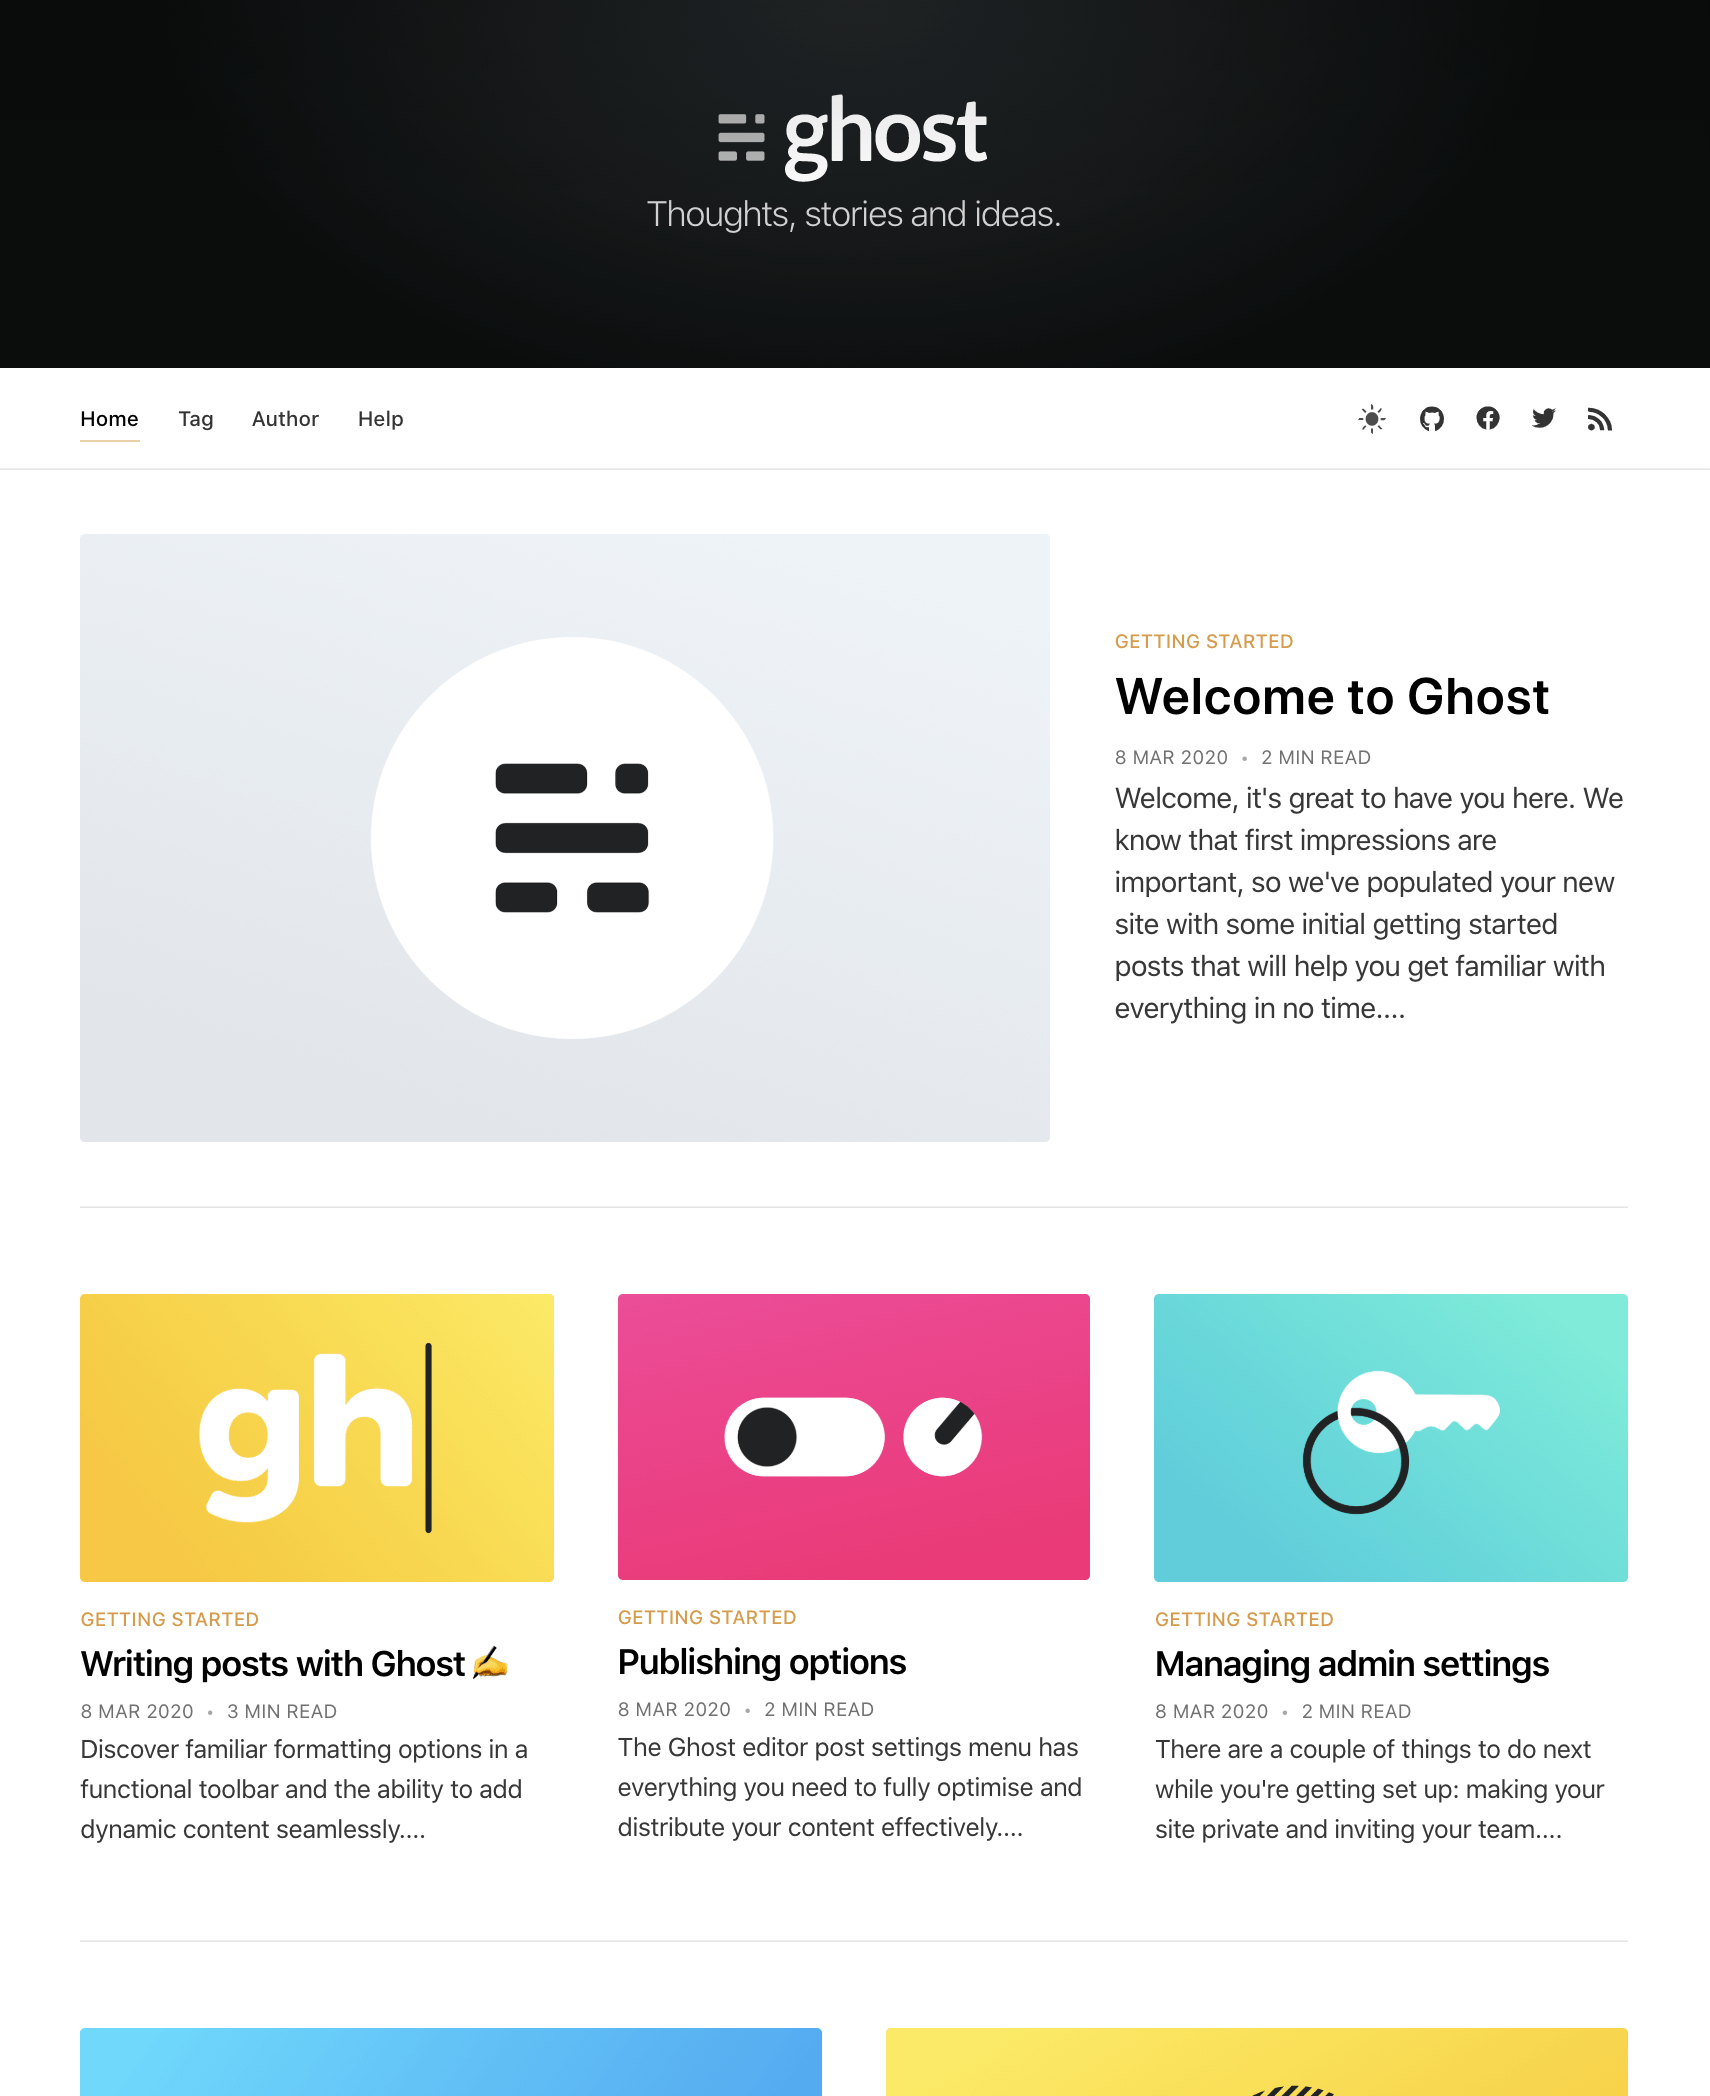 ghost
Thoughts, stories and ideas.
Home Tag Author Help
GETTING STARTED
Welcome to Ghost
8 MAR 2020 • 2 MIN READ
Welcome, it's great to have you here. We
know that first impressions are
important, so we've populated your new
site with some initial getting started
posts that will help you get familiar with
everything in no time....
gh
GETTING STARTED
Writing posts with Ghost ✍️
8 MAR 2020 • 3 MIN READ
Discover familiar formatting options in a
functional toolbar and the ability to add
dynamic content seamlessly....
GETTING STARTED
Publishing options
8 MAR 2020 • 2 MIN READ
The Ghost editor post settings menu has
everything you need to fully optimise and
distribute your content effectively....
GETTING STARTED
Managing admin settings
8 MAR 2020 • 2 MIN READ
There are a couple of things to do next
while you're getting set up: making your
site private and inviting your team....